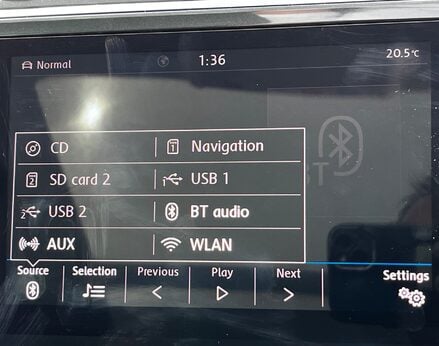 Normal 1:36 20.5°C
CD Navigation
SD card 2 USB 1
USB 2 BT audio
AUX WLAN
BT
Source Selection Previous Play Next Settings